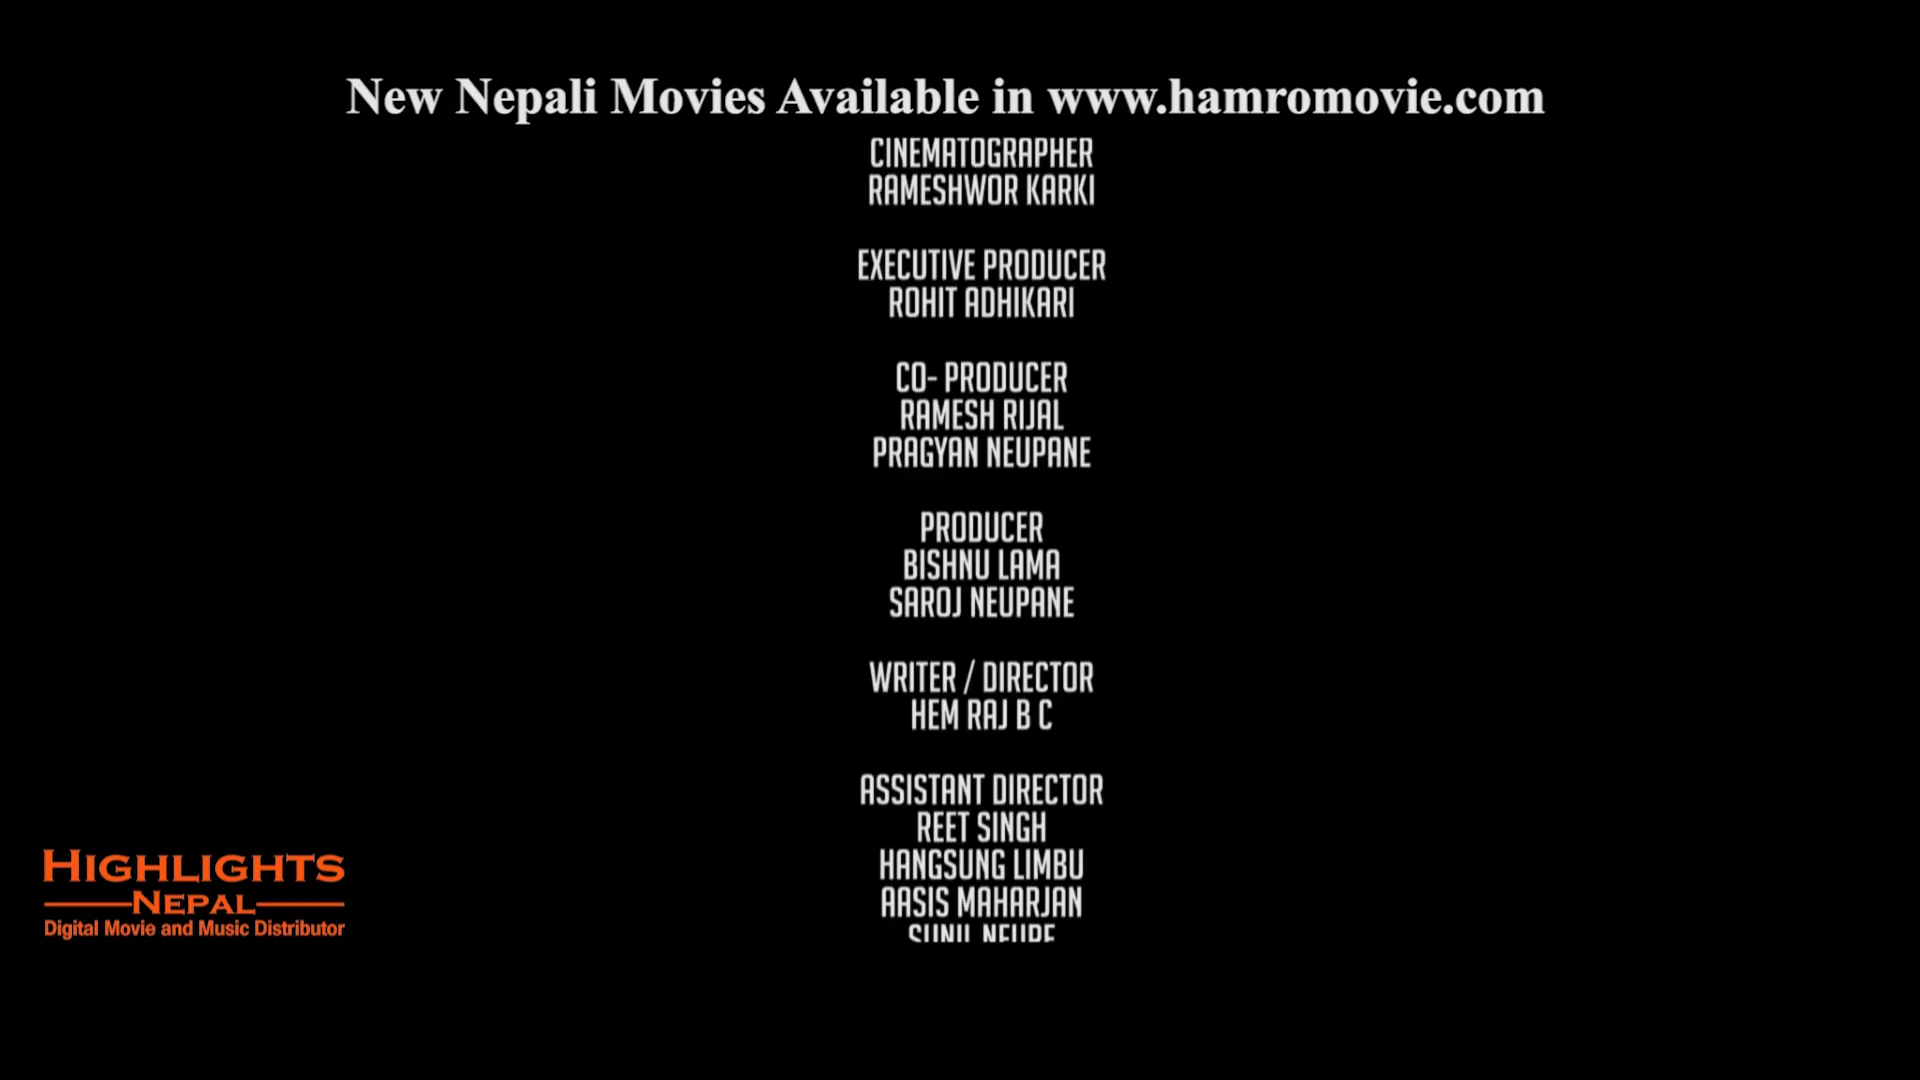 New Nepali Movies Available in www.hamromovie.com
CINEMATOGRAPHER
RAMESHWOR KARKI
EXECUTIVE PRODUCER
ROHIT ADHIKARI
CO- PRODUCER
RAMESH RIJAL
PRAGYAN NEUPANE
PRODUCER
BISHNU LAMA
SAROJ NEUPANE
WRITER / DIRECTOR
HEM RAJ B C
ASSISTANT DIRECTOR
REET SINGH
HANGSUNG LIMBU
AASIS MAHARJAN
SUNIL
HIGHLIGHTS
NEPAL
Digital Movie and Music Distributor